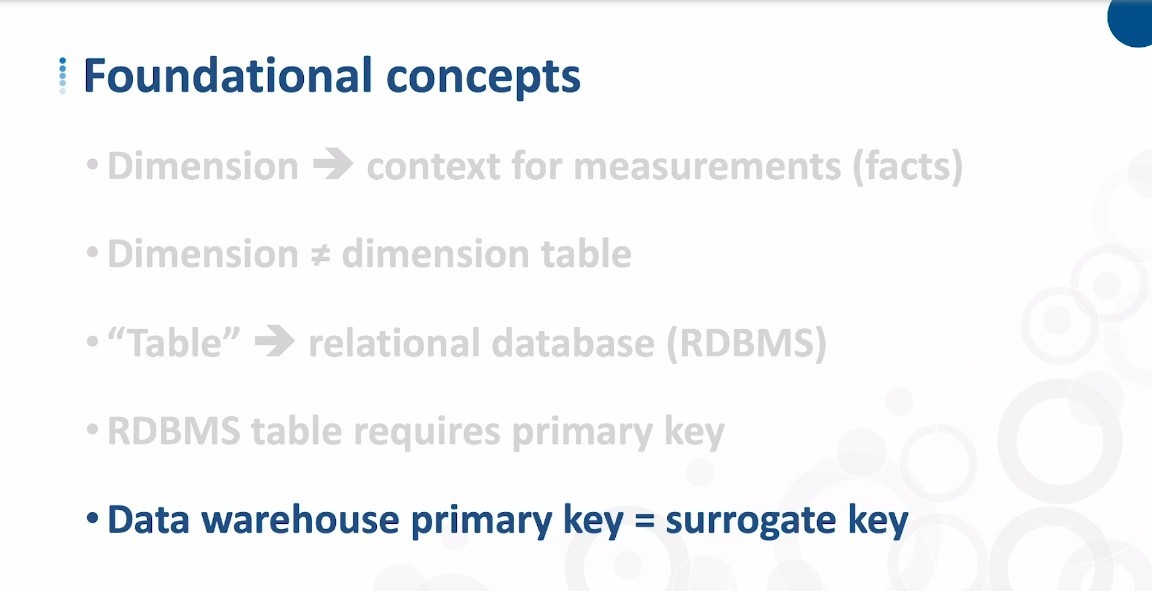 Foundational concepts
• Dimension ➔ context for measurements (facts)
• Dimension ≠ dimension table
• “Table” ➔ relational database (RDBMS)
• RDBMS table requires primary key
• Data warehouse primary key = surrogate key